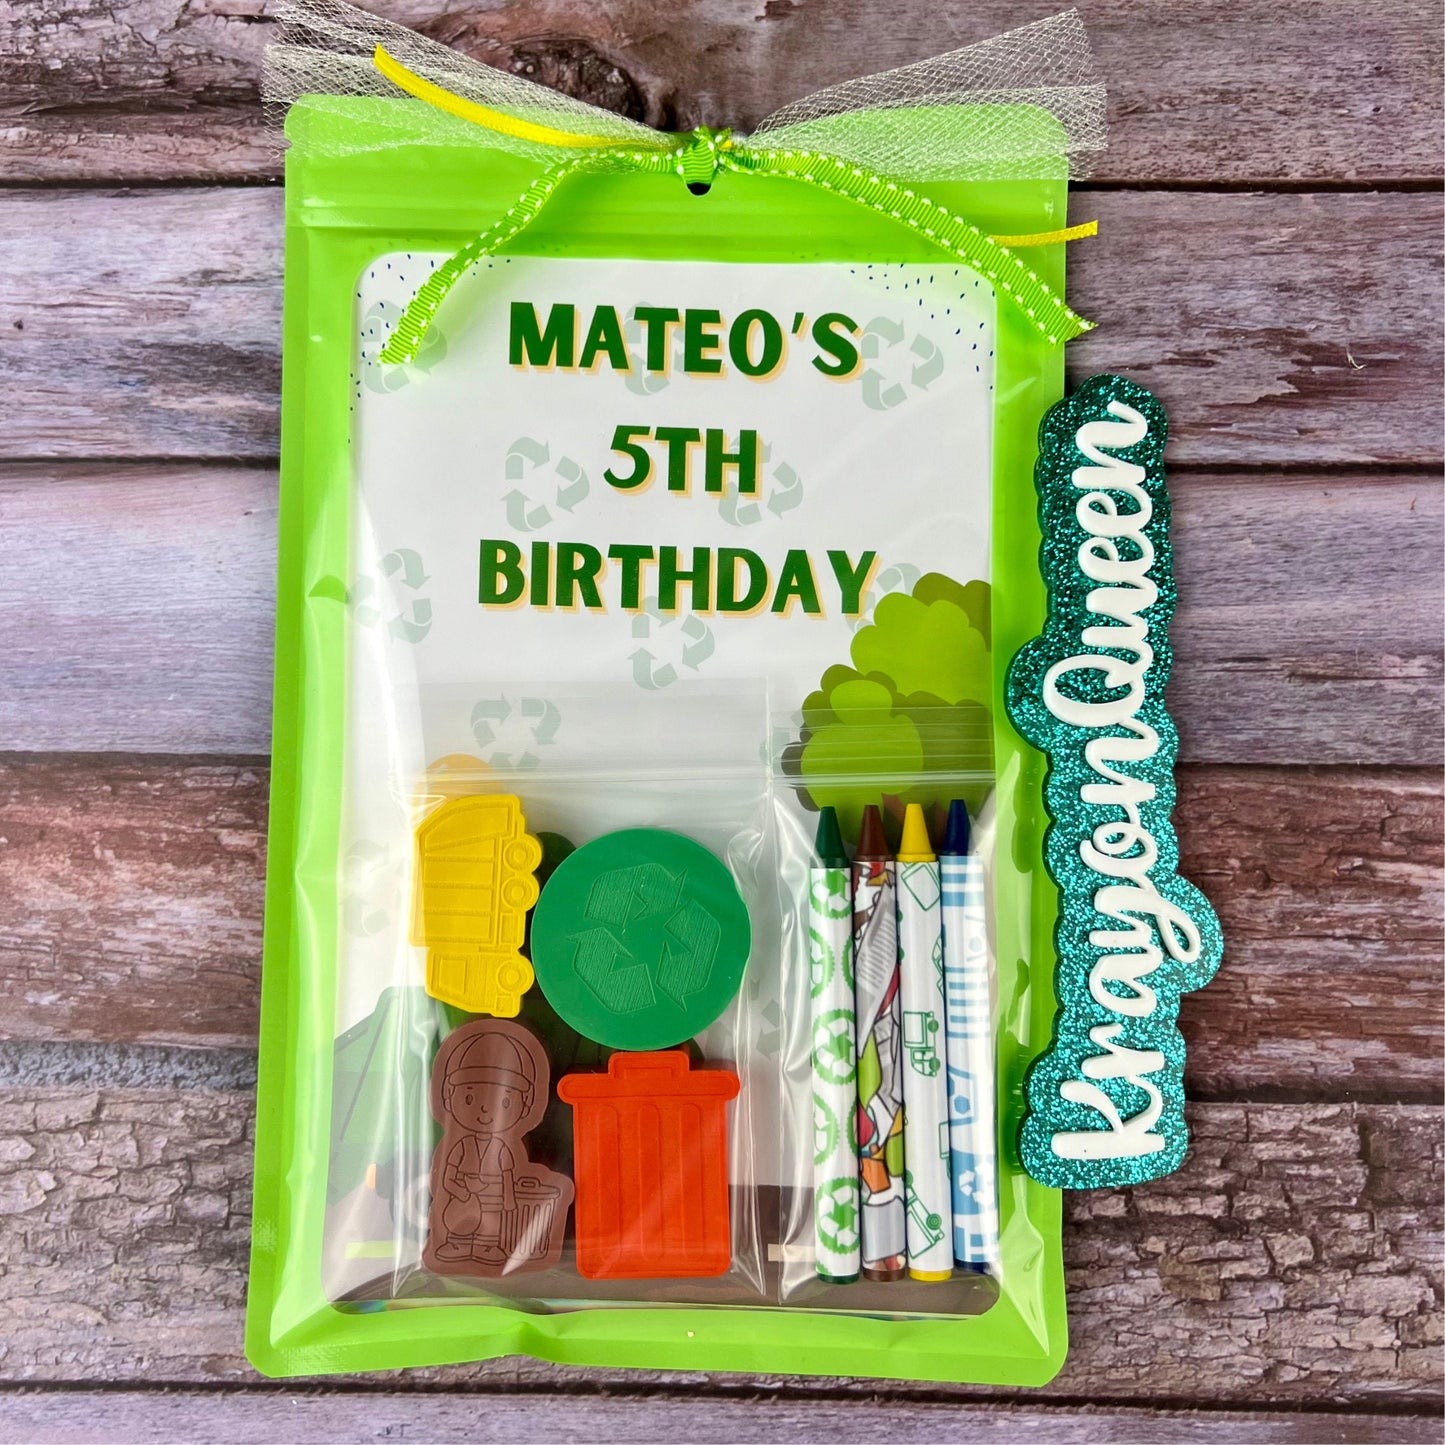 MATEO'S
5TH
BIRTHDAY
KrayonQueen